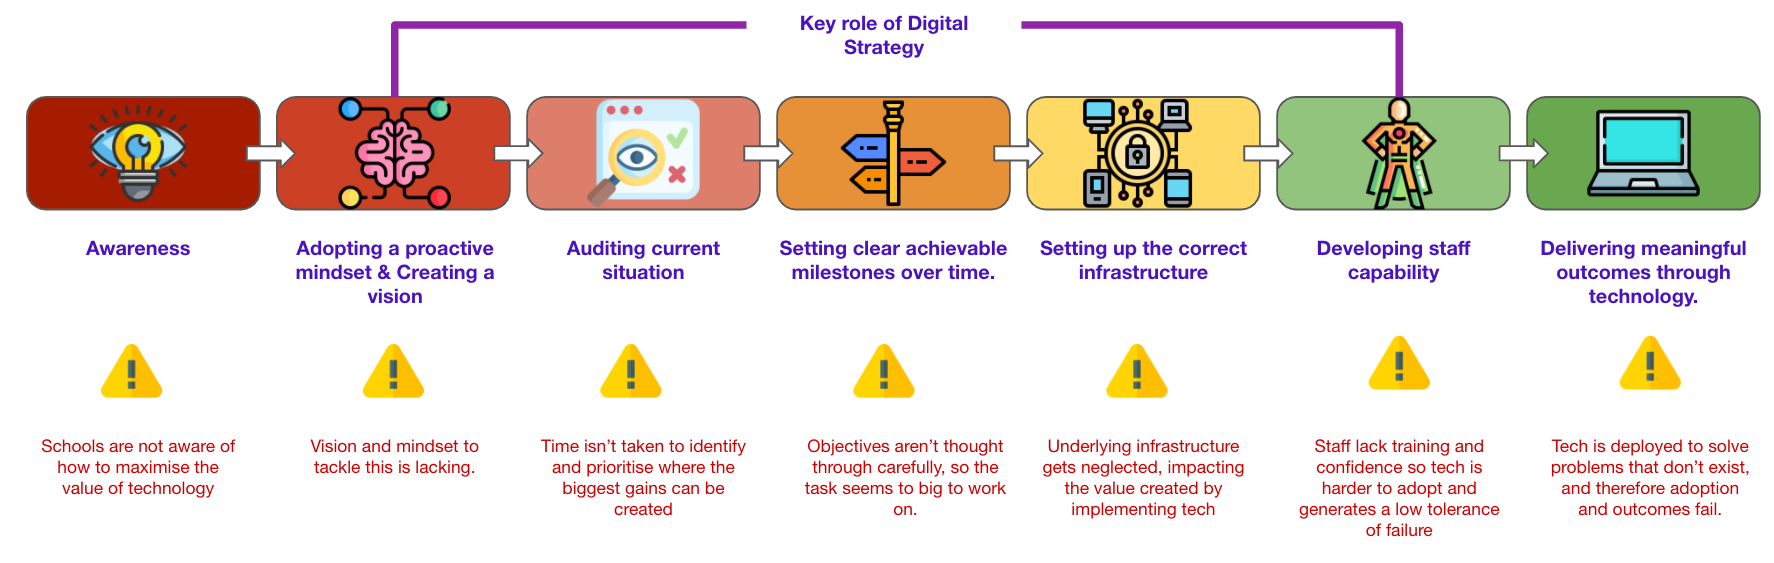 Key role of Digital
Strategy
Awareness
Adopting a proactive
mindset & Creating a
vision
Auditing current
situation
Setting clear achievable
milestones over time.
Setting up the correct
infrastructure
Developing staff
capability
Delivering meaningful
outcomes through
technology.
Schools are not aware of
how to maximise the
value of technology
Vision and mindset to
tackle this is lacking.
Time isn’t taken to identify
and prioritise where the
biggest gains can be
created
Objectives aren’t thought
through carefully, so the
task seems to big to work
on.
Underlying infrastructure
gets neglected, impacting
the value created by
implementing tech
Staff lack training and
confidence so tech is
harder to adopt and
generates a low tolerance
of failure
Tech is deployed to solve
problems that don’t exist,
and therefore adoption
and outcomes fail.